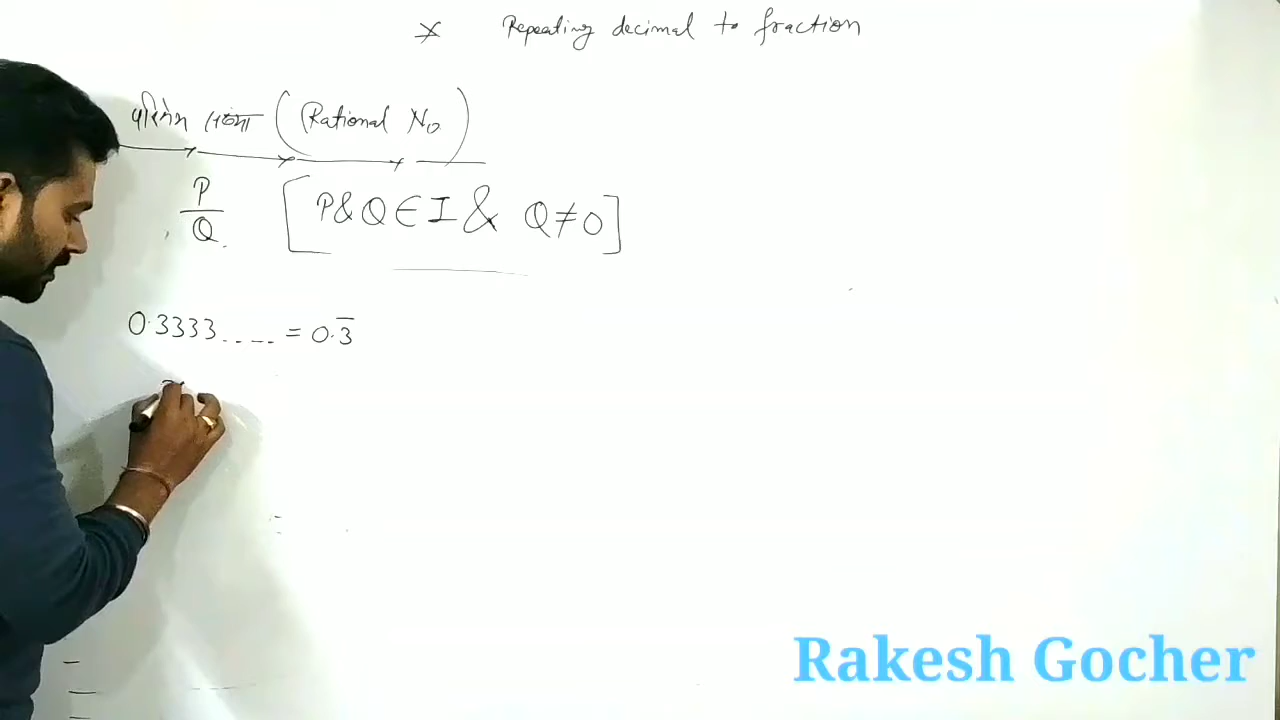 × Repeating decimal to fraction
परिमेय संख्या (Rational No)
P/Q [P & Q ∈ I & Q ≠ 0]
0.3333..... = 0.3̅
Rakesh Gocher